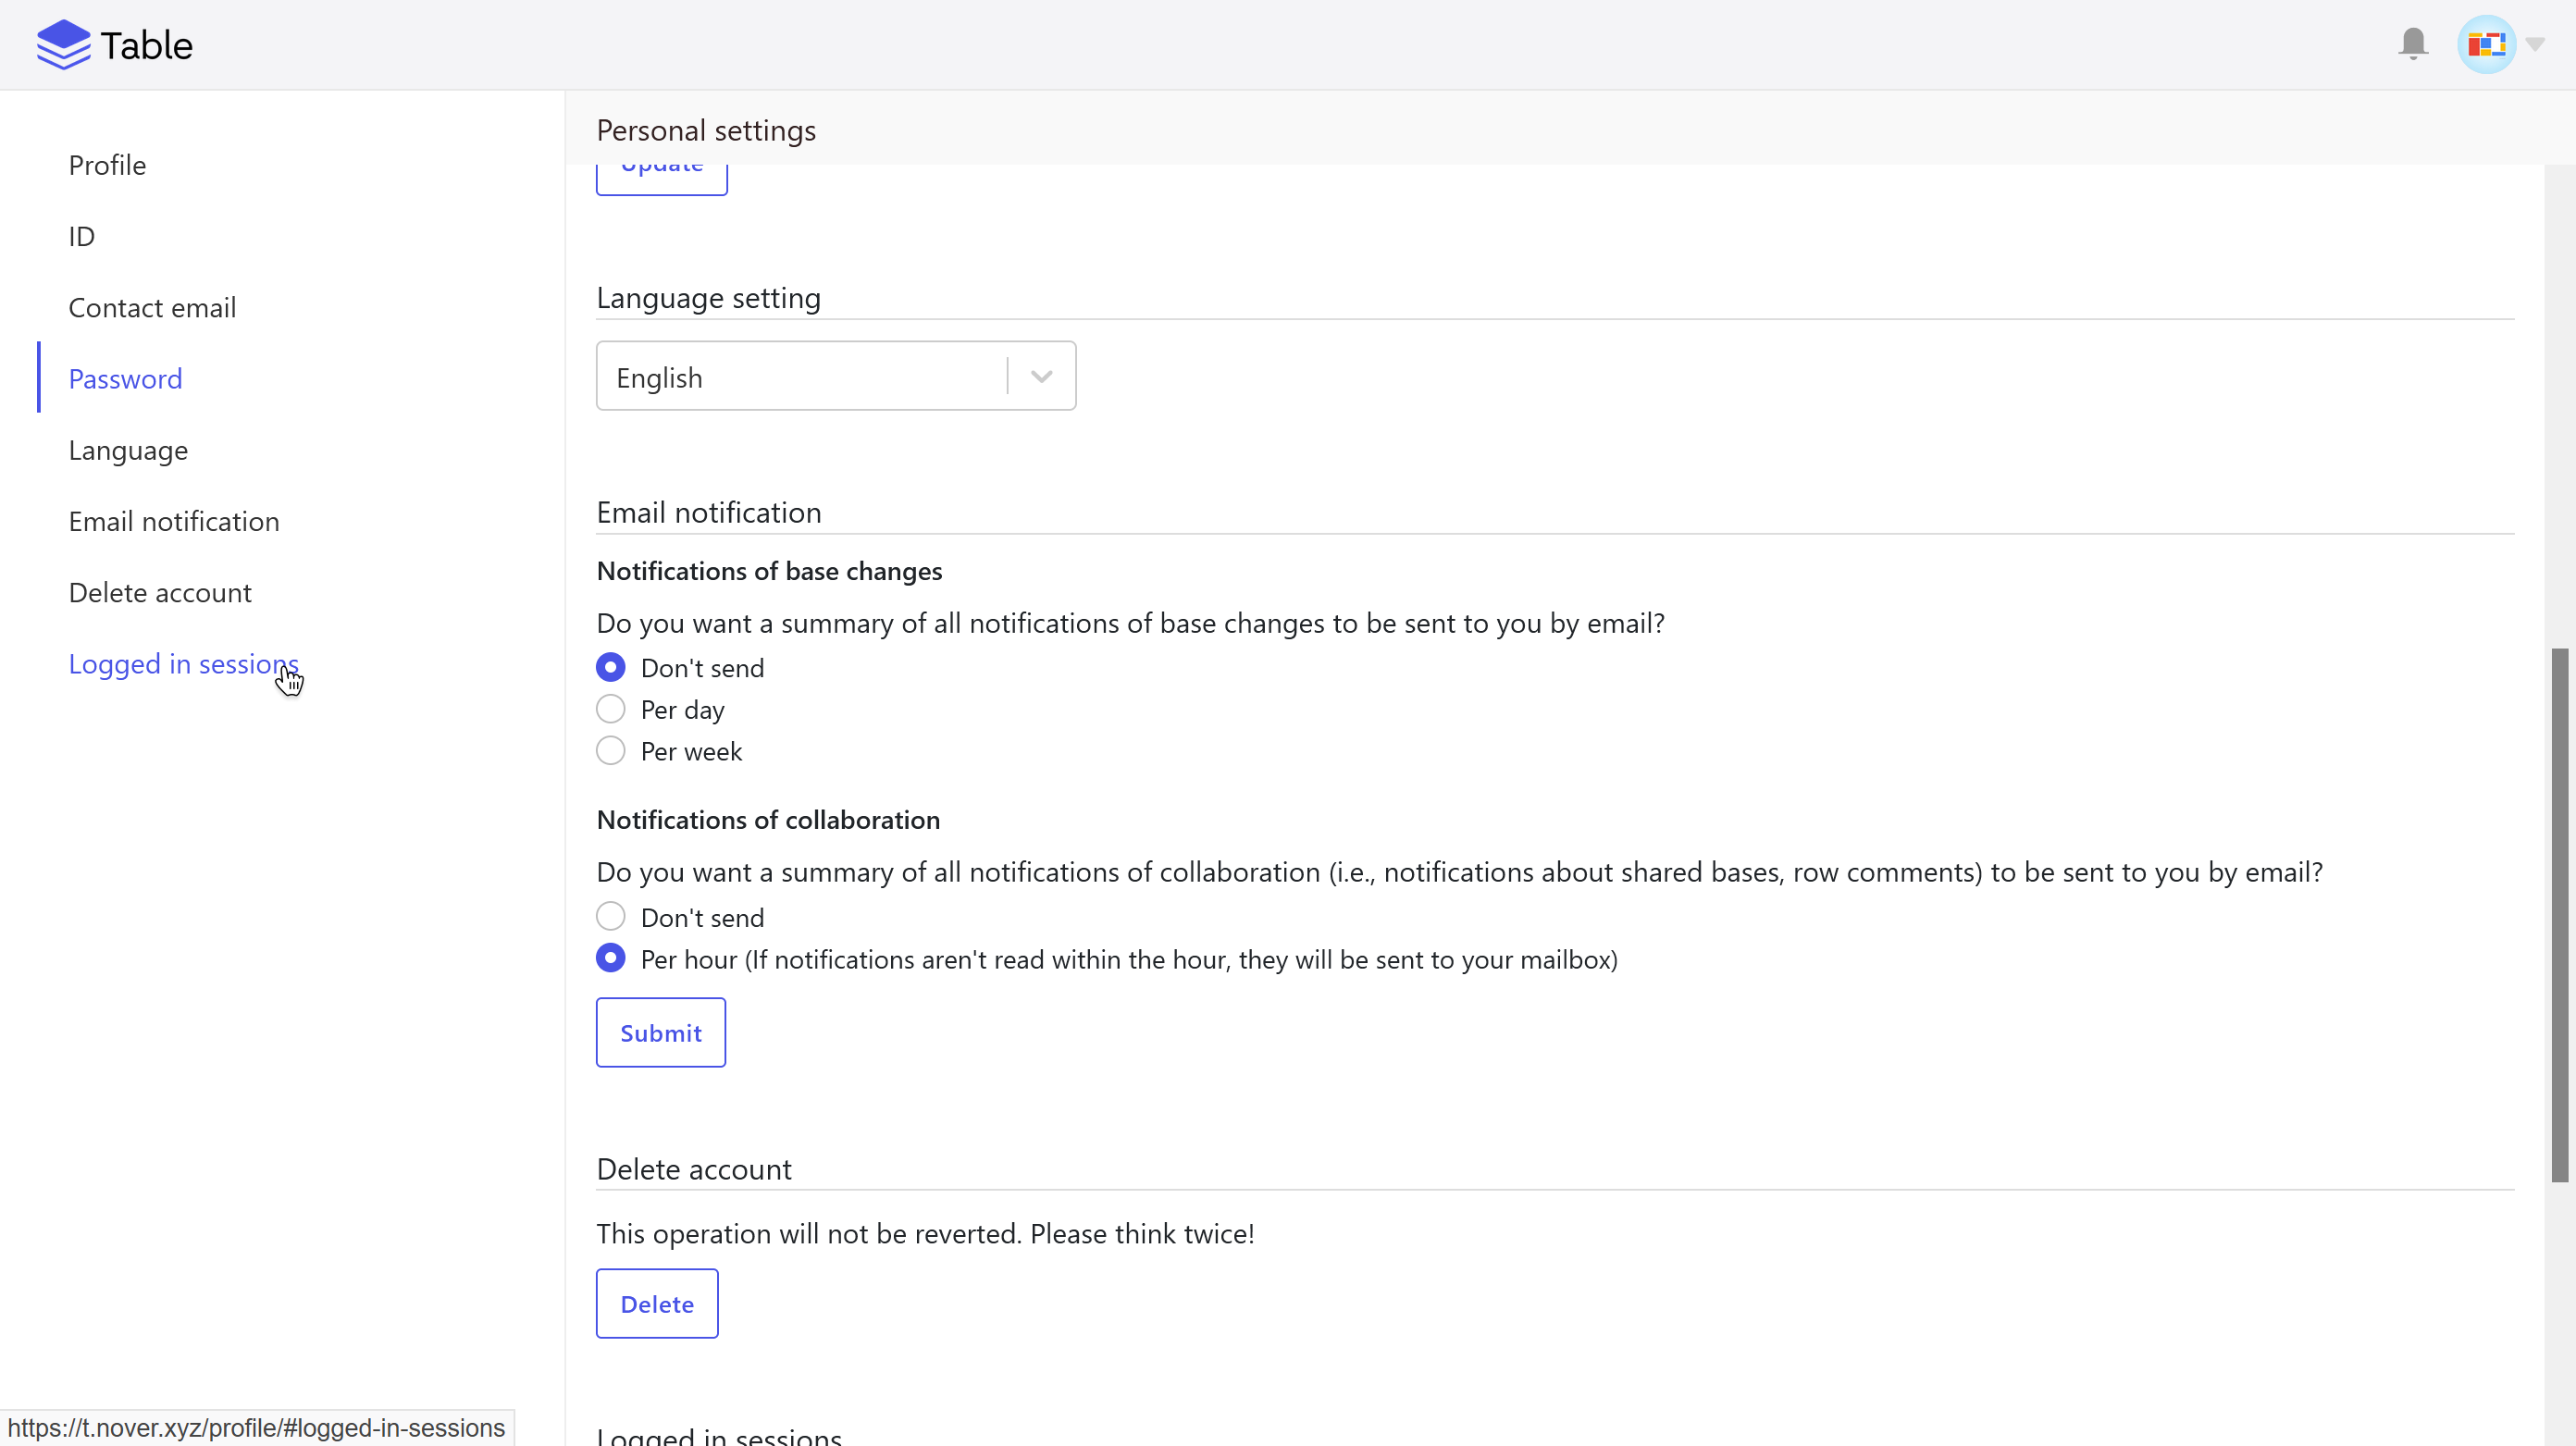 Table
Profile
ID
Contact email
Password
Language
Email notification
Delete account
Logged in sessions
https://t.nover.xyz/profile/#logged-in-sessions
Personal settings
Update
Language setting
English
Email notification
Notifications of base changes
Do you want a summary of all notifications of base changes to be sent to you by email?
Don't send
Per day
Per week
Notifications of collaboration
Do you want a summary of all notifications of collaboration (i.e., notifications about shared bases, row comments) to be sent to you by email?
Don't send
Per hour (If notifications aren't read within the hour, they will be sent to your mailbox)
Submit
Delete account
This operation will not be reverted. Please think twice!
Delete
Logged in sessions